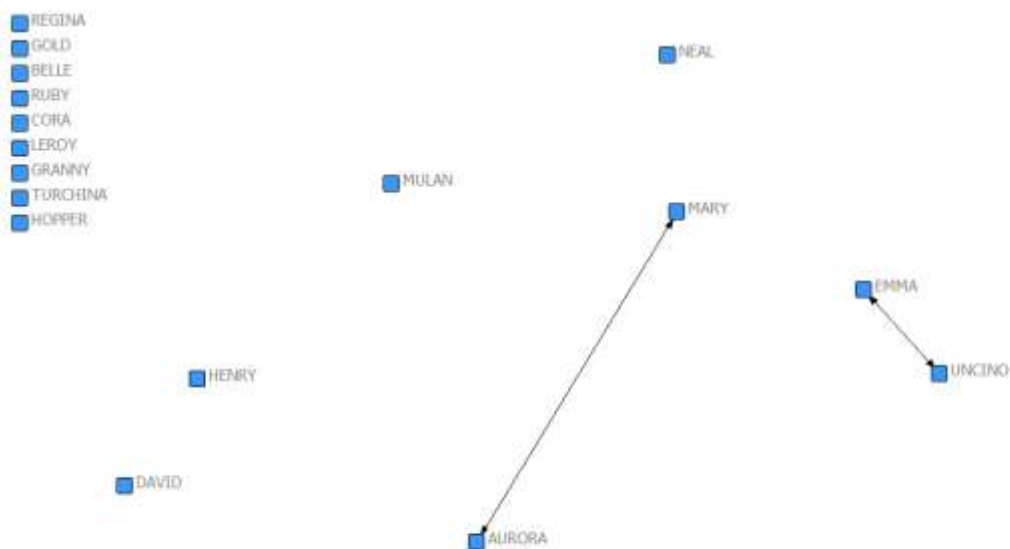 REGINA
GOLD
BELLE
RUBY
CORA
LEROY
GRANNY
TURCHINA
HOPPER
NEAL
MULAN
MARY
EMMA
UNCINO
HENRY
DAVID
AURORA